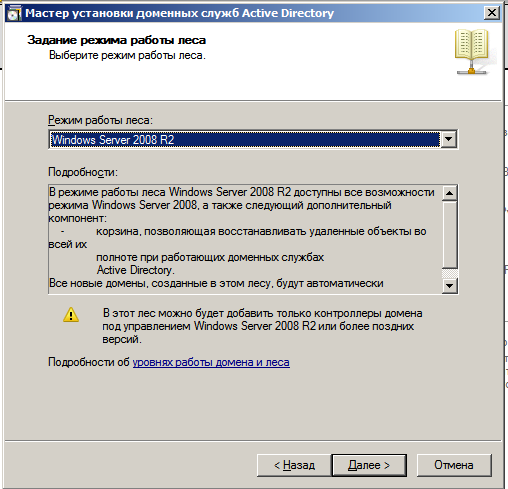 Мастер установки доменных служб Active Directory
Задание режима работы леса
Выберите режим работы леса.
Режим работы леса:
Windows Server 2008 R2
Подробности:
В режиме работы леса Windows Server 2008 R2 доступны все возможности
режима Windows Server 2008, а также следующий дополнительный
компонент:
- корзина, позволяющая восстанавливать удаленные объекты во
всей их
полноте при работающих доменных службах
Active Directory.
Все новые домены, созданные в этом лесу, будут автоматически
В этот лес можно будет добавить только контроллеры домена
под управлением Windows Server 2008 R2 или более поздних
версий.
Подробности об уровнях работы домена и леса
< Назад
Далее >
Отмена